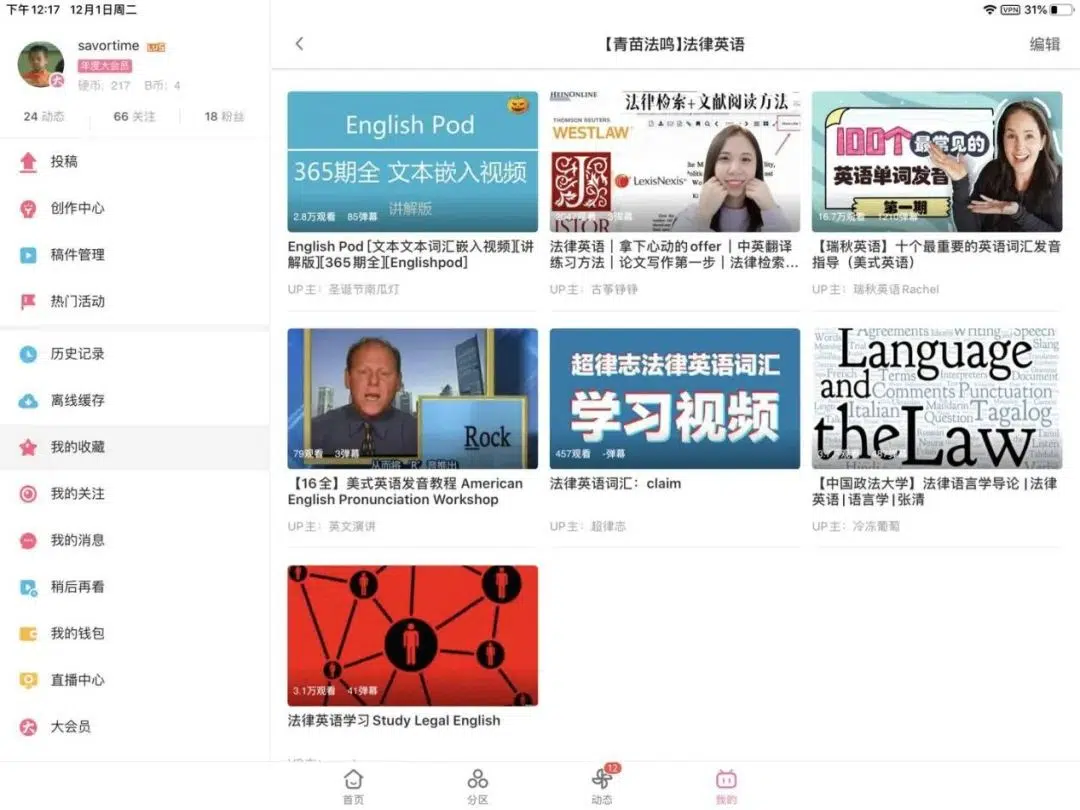 下午12:17 12月1日周二
VPN 31%
savortime LV5
年度大会员
硬币: 217 B币: 4
24 动态 66 关注 18 粉丝
投稿
创作中心
稿件管理
热门活动
历史记录
离线缓存
我的收藏
我的关注
我的消息
稍后再看
我的钱包
直播中心
大会员
【青苗法鸣】法律英语
编辑
English Pod
365期全 文本嵌入视频
讲解版
2.8万观看 85弹幕
English Pod [文本文词汇嵌入视频][讲
解版][365期全][Englishpod]
UP主: 圣诞节南瓜灯
HEINONLINE
法律检索+文献阅读方法
THOMSON REUTERS
WESTLAW
LexisNexis
JSTOR
法律英语｜拿下心动的offer｜中英翻译
练习方法｜论文写作第一步｜法律检索...
UP主: 古筝铮铮
100个最常见的
英语单词发音
第一期
16.7万观看 1210弹幕
【瑞秋英语】十个最重要的英语词汇发音
指导（美式英语）
UP主: 瑞秋英语Rachel
Rock
79观看 3弹幕
从而将“R”音推出
【16全】美式英语发音教程 American
English Pronunciation Workshop
UP主: 英文演讲
超律志法律英语词汇
学习视频
457观看 -弹幕
法律英语词汇：claim
UP主: 超律志
Language
and
the Law
Agreements Writing Speech
Slang
Terms Interpreters Document
Comments Punctuation
Italian Question Tagalog
Hindi
【中国政法大学】法律语言学导论 |法律
英语|语言学|张清
UP主: 冷冻葡萄
3.1万观看 41弹幕
法律英语学习 Study Legal English
首页
分区
12
动态
我的